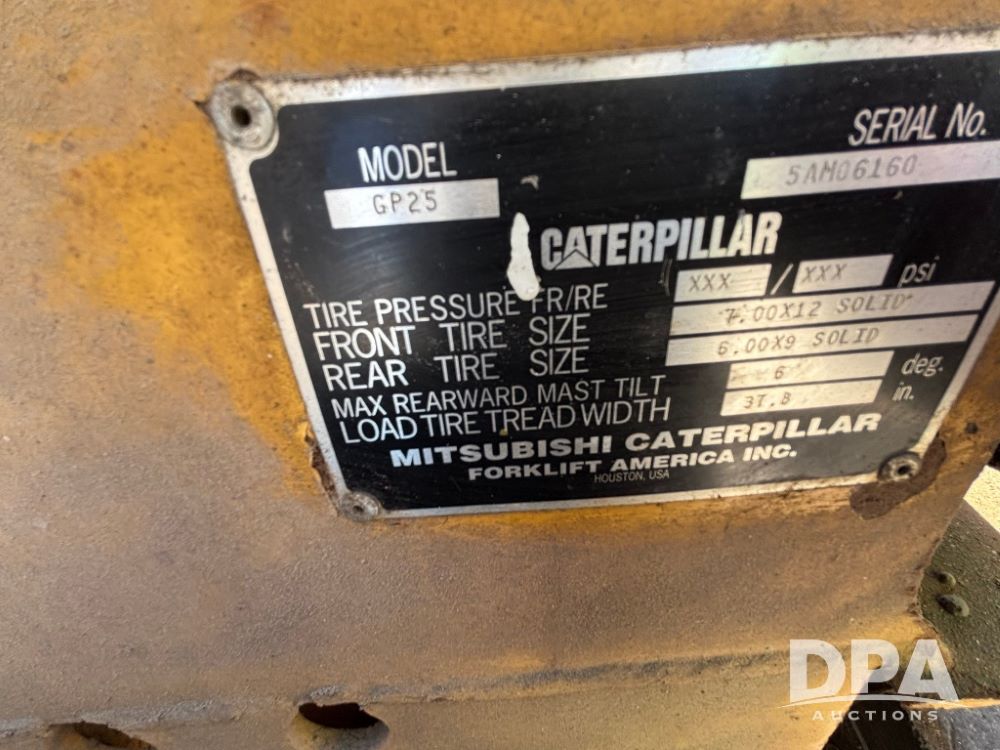 MODEL
GP25
SERIAL No.
5AM06160
CATERPILLAR
TIRE PRESSURE FR/RE XXX / XXX psi
FRONT TIRE SIZE 7.00X12 SOLID
REAR TIRE SIZE 6.00X9 SOLID
MAX REARWARD MAST TILT 6 deg.
LOAD TIRE TREAD WIDTH 37.8 in.
MITSUBISHI CATERPILLAR
FORKLIFT AMERICA INC.
HOUSTON, USA
DPA
AUCTIONS